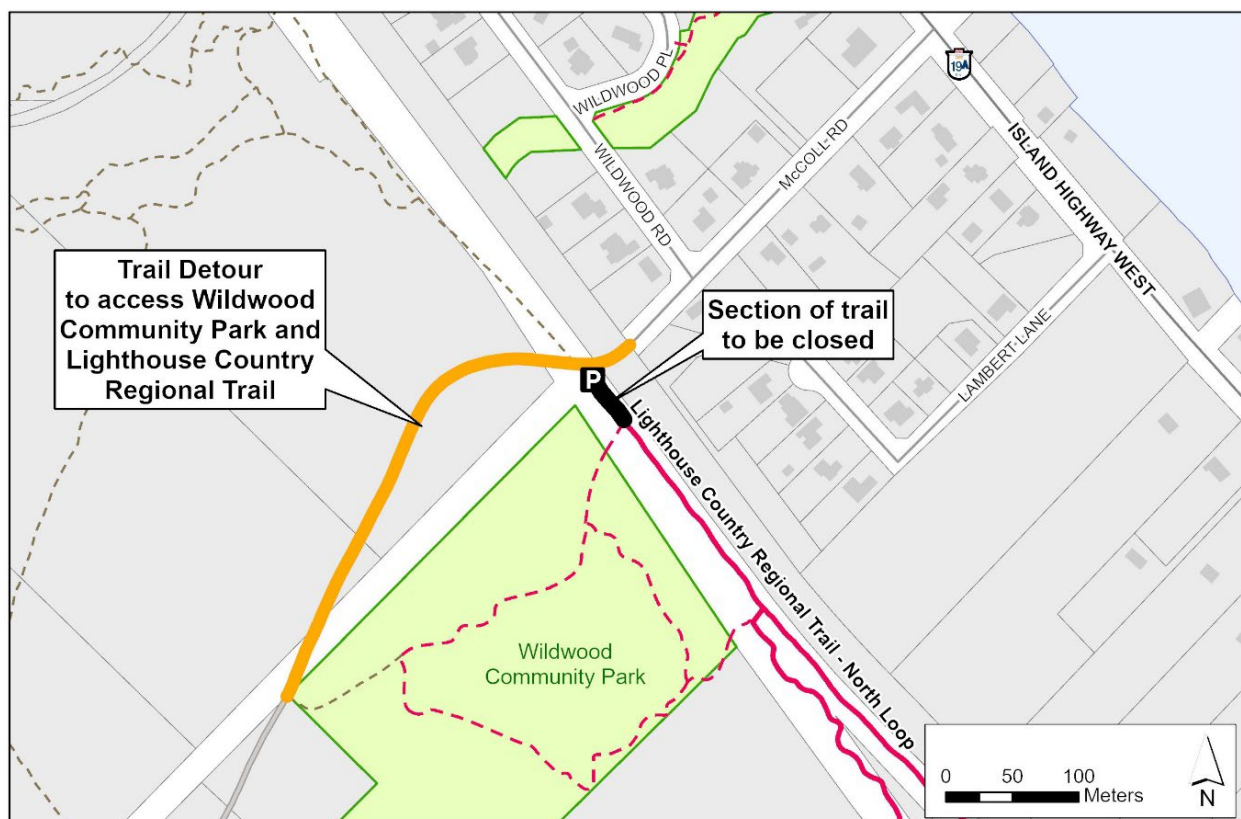 19A
WILDWOOD PL
McCOLL-RD
WILDWOOD RD
ISLAND HIGHWAY-WEST
LAMBERT-LANE
Trail Detour
to access Wildwood
Community Park and
Lighthouse Country
Regional Trail
Section of trail
to be closed
P
Lighthouse Country Regional Trail - North Loop
Wildwood
Community Park
0 50 100
Meters
N